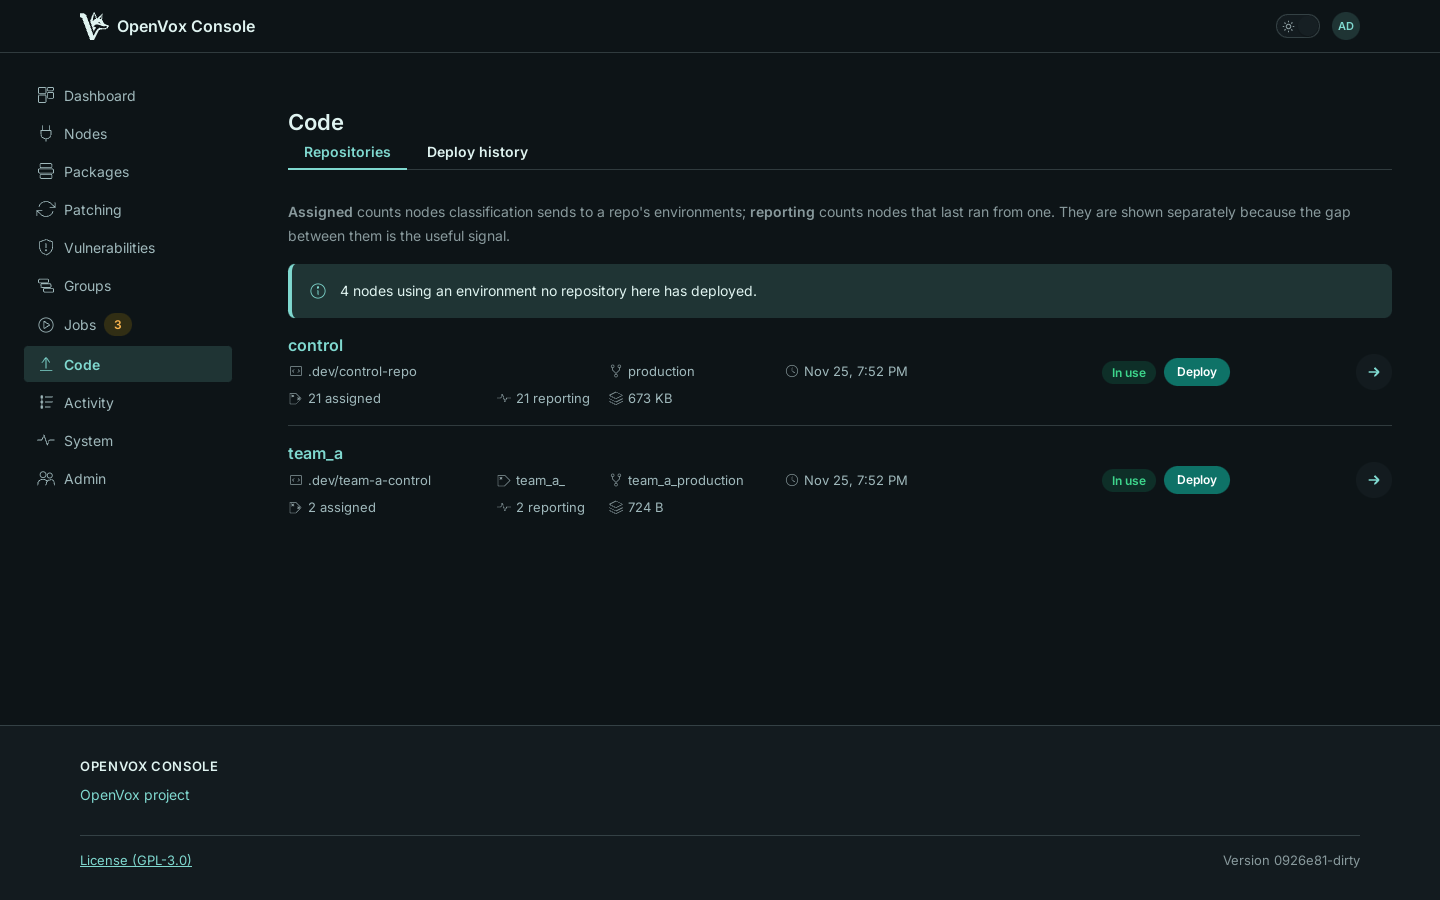 OpenVox Console
AD
Dashboard
Nodes
Packages
Patching
Vulnerabilities
Groups
Jobs 3
Code
Activity
System
Admin
Code
Repositories Deploy history
Assigned counts nodes classification sends to a repo's environments; reporting counts nodes that last ran from one. They are shown separately because the gap
between them is the useful signal.
4 nodes using an environment no repository here has deployed.
control
.dev/control-repo production Nov 25, 7:52 PM In use Deploy
21 assigned 21 reporting 673 KB
team_a
.dev/team-a-control team_a_ team_a_production Nov 25, 7:52 PM In use Deploy
2 assigned 2 reporting 724 B
OPENVOX CONSOLE
OpenVox project
License (GPL-3.0) Version 0926e81-dirty